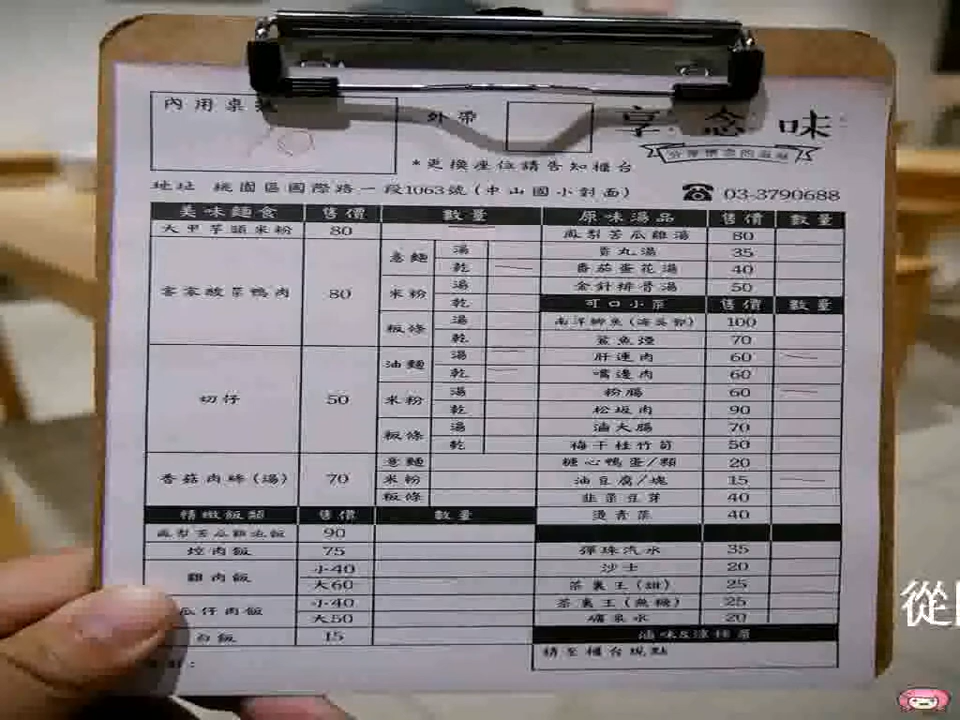 內用桌號
外帶
享念味
*更換座位請告知櫃台
地址 桃園區國際路一段1063號(中山國小對面)
03-3790688
美味麵食 售價 數量
大甲芋頭米粉 80
客家酸菜鴨肉 80
意麵 湯
乾
米粉 湯
乾
粄條 湯
乾
切仔 50
油麵 湯
乾
米粉 湯
乾
粄條 湯
乾
香菇肉絲(湯) 70
意麵
米粉
粄條
精緻飯類 售價 數量
鳳梨苦瓜雞油飯 90
焢肉飯 75
雞肉飯 小40
大60
瓜仔肉飯 小40
大50
白飯 15
原味湯品 售價 數量
鳳梨苦瓜雞湯 80
貢丸湯 35
番茄蛋花湯 40
金針排骨湯 50
可口小菜 售價 數量
100
鯊魚煙 70
肝連肉 60
嘴邊肉 60
粉腸 60
松坂肉 90
滷大腸 70
梅干桂竹筍 50
糖心鴨蛋/顆 20
油豆腐/塊 15
韭菜豆芽 40
燙青菜 40
彈珠汽水 35
沙士 20
茶裏王(甜) 25
茶裏王(無糖) 25
礦泉水 20
滷味&涼拌菜
請至櫃台現點
從